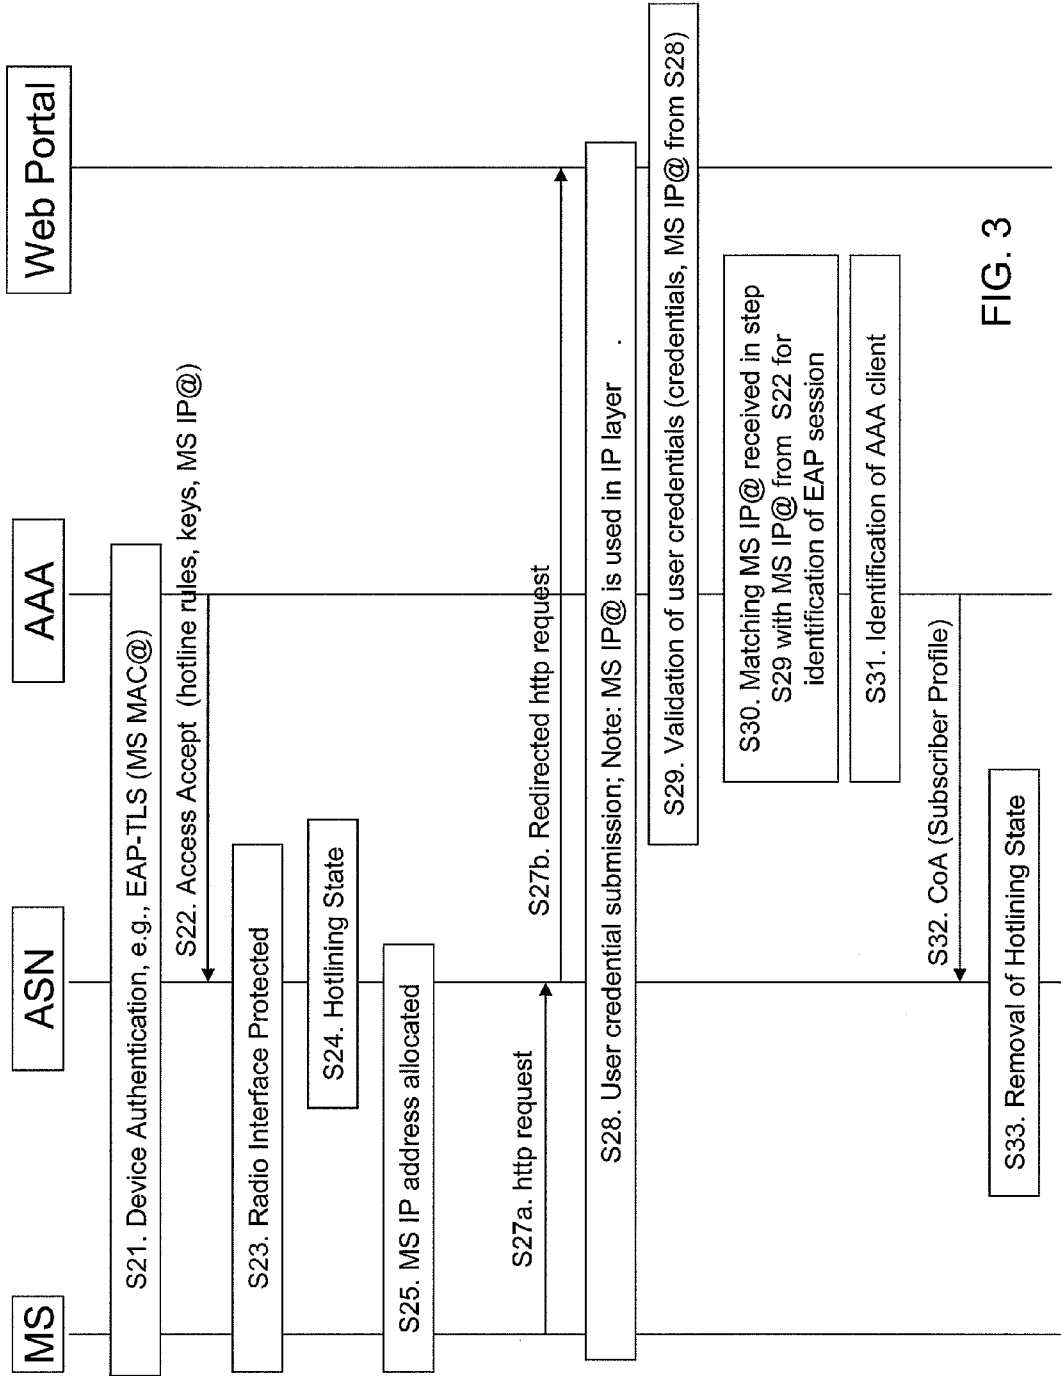 MS
ASN
AAA
Web Portal
S21. Device Authentication, e.g., EAP-TLS (MS MAC@)
S22. Access Accept (hotline rules, keys, MS IP@)
S23. Radio Interface Protected
S24. Hotlining State
S25. MS IP address allocated
S27a. http request
S27b. Redirected http request
S28. User credential submission; Note: MS IP@ is used in IP layer
S29. Validation of user credentials (credentials, MS IP@ from S28)
S30. Matching MS IP@ received in step
S29 with MS IP@ from S22 for
identification of EAP session
S31. Identification of AAA client
S32. CoA (Subscriber Profile)
S33. Removal of Hotlining State
FIG. 3